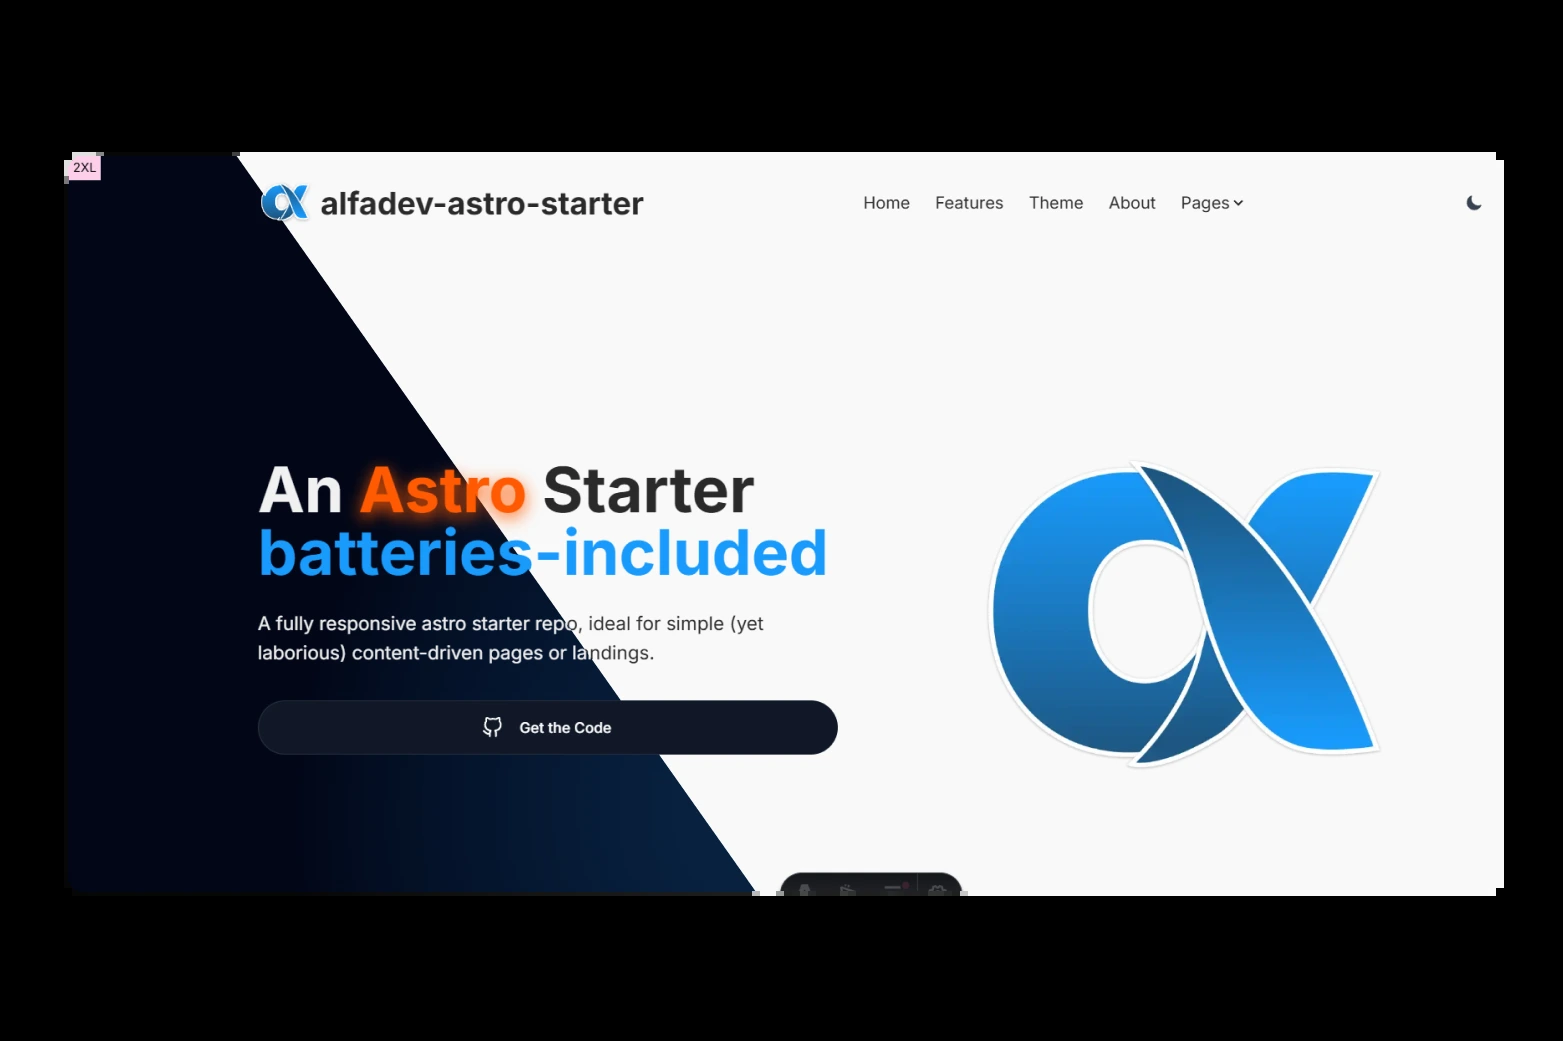 2XL
alfadev-astro-starter
Home Features Theme About Pages
An Astro Starter
batteries-included
A fully responsive astro starter repo, ideal for simple (yet
laborious) content-driven pages or landings.
Get the Code